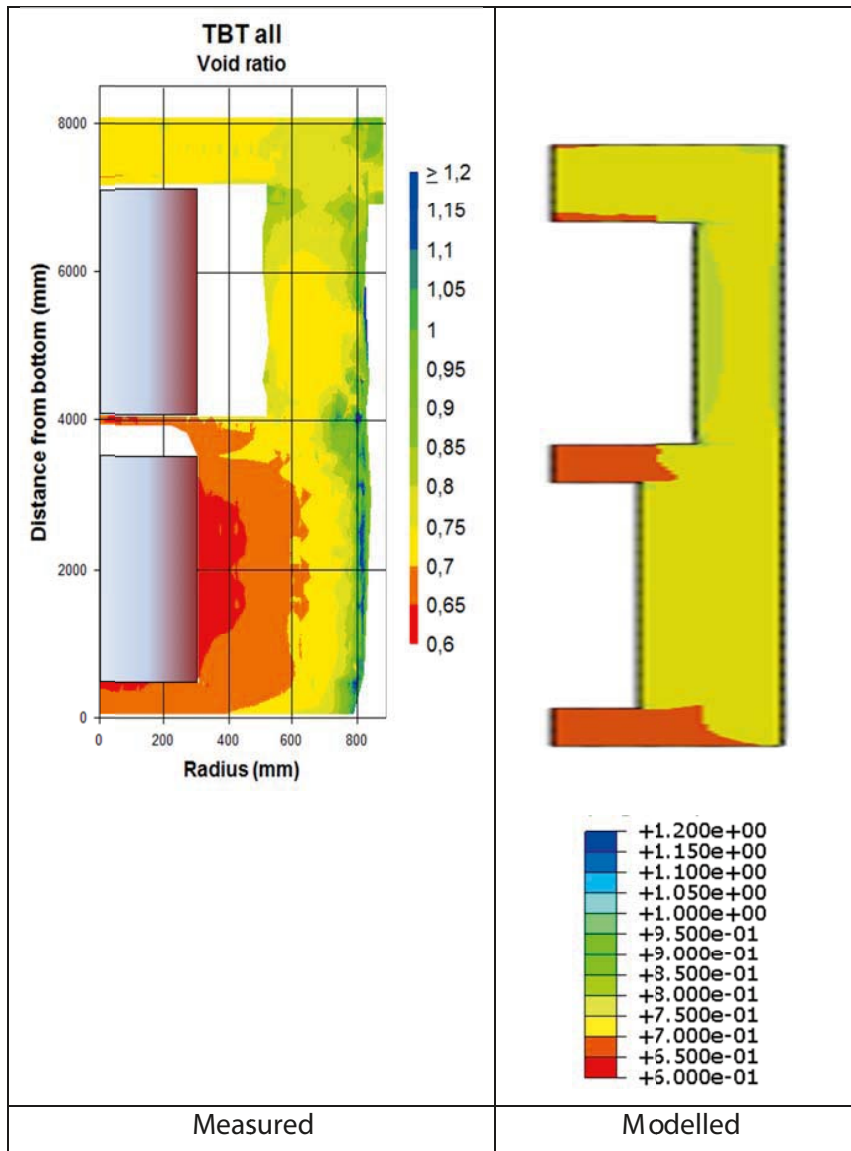 TBT all
Void ratio
Distance from bottom (mm)
8000
6000
4000
2000
0
0 200 400 600 800
Radius (mm)
≥ 1,2
1,15
1,1
1,05
1
0,95
0,9
0,85
0,8
0,75
0,7
0,65
0,6
+1.200e+00
+1.150e+00
+1.100e+00
+1.050e+00
+1.000e+00
+9.500e-01
+9.000e-01
+8.500e-01
+8.000e-01
+7.500e-01
+7.000e-01
+6.500e-01
+6.000e-01
Measured
Modelled